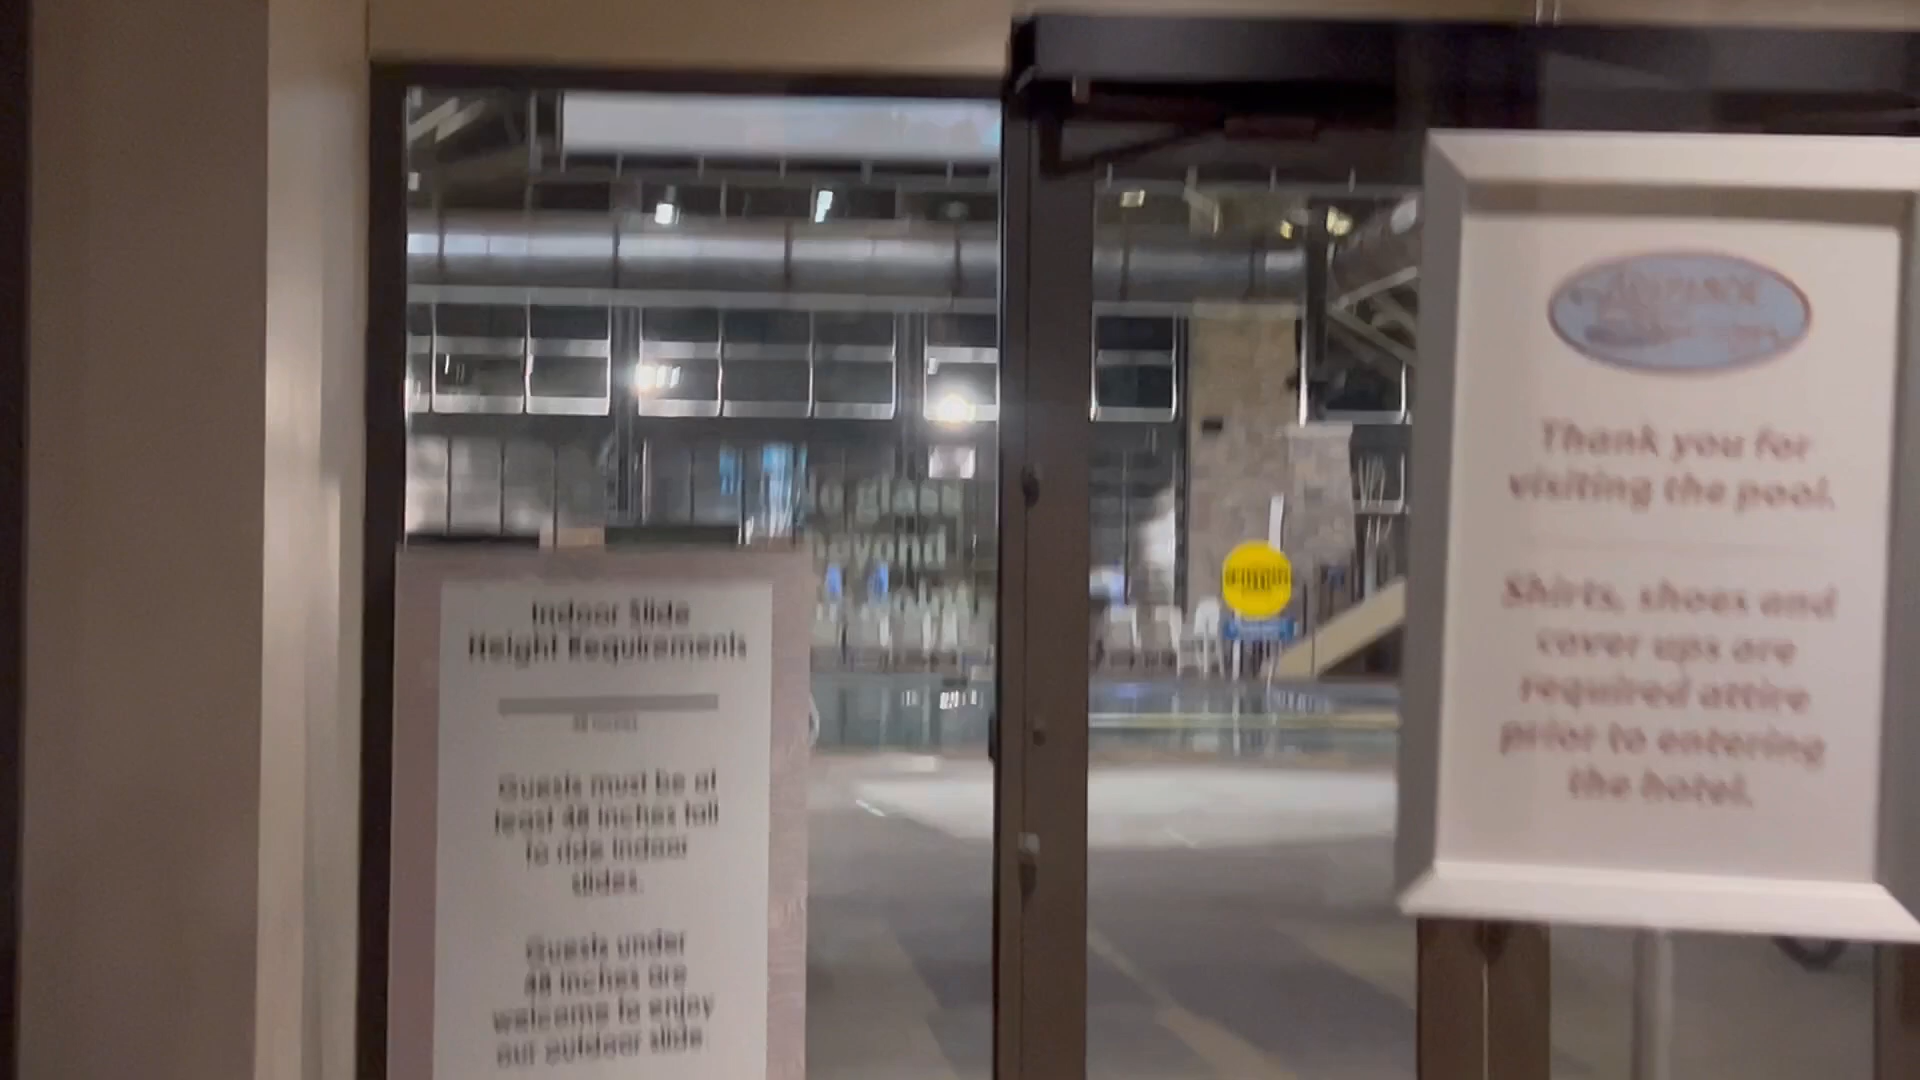 Indoor Slide
Height Requirements
Guests must be at
least 48 inches tall
to ride indoor
slides.
Guests under
48 inches are
welcome to enjoy
our outdoor slide.
No glass
beyond
Thank you for
visiting the pool.
Shirts, shoes and
cover ups are
required attire
prior to entering
the hotel.